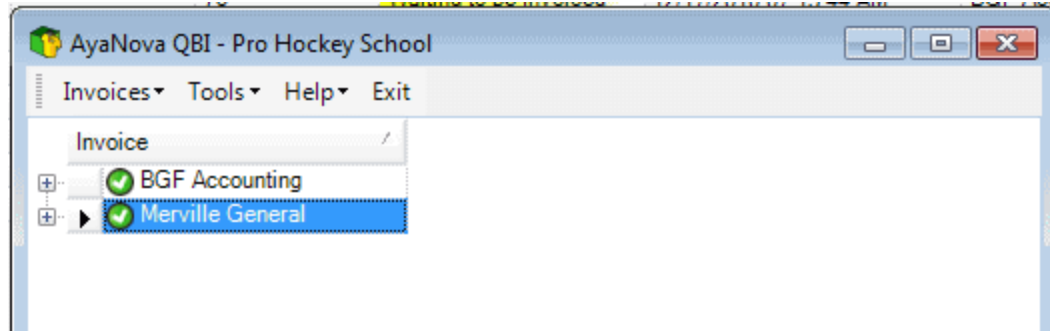 AyaNova QBI - Pro Hockey School
Invoices Tools Help Exit
Invoice
BGF Accounting
Merville General